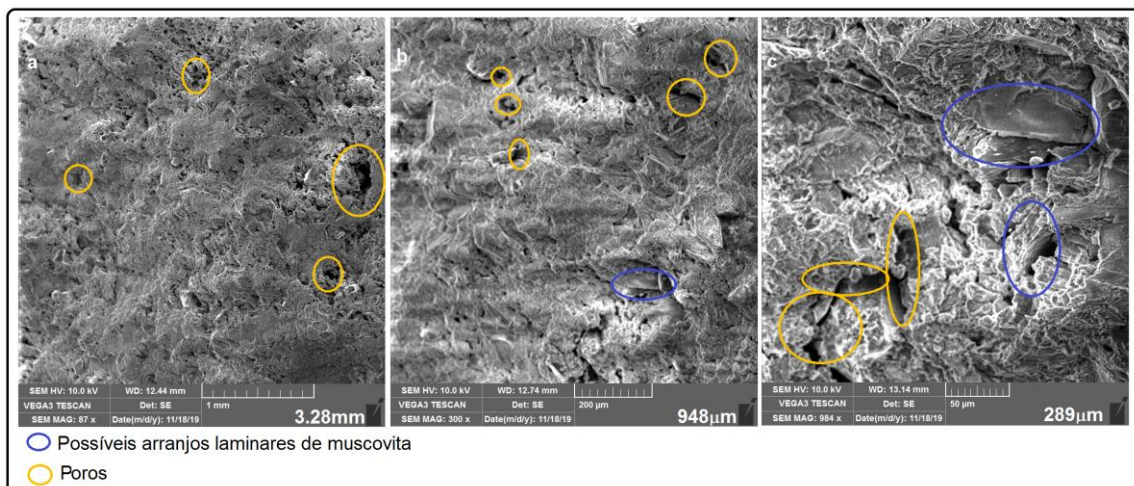 a
SEM HV: 10.0 kV WD: 12.44 mm
VEGA3 TESCAN Det: SE 1 mm
SEM MAG: 87 x Date(m/d/y): 11/18/19 3.28mm
b
SEM HV: 10.0 kV WD: 12.74 mm
VEGA3 TESCAN Det: SE 200 µm
SEM MAG: 300 x Date(m/d/y): 11/18/19 948µm
c
SEM HV: 10.0 kV WD: 13.14 mm
VEGA3 TESCAN Det: SE 50 µm
SEM MAG: 984 x Date(m/d/y): 11/18/19 289µm
Possíveis arranjos laminares de muscovita
Poros